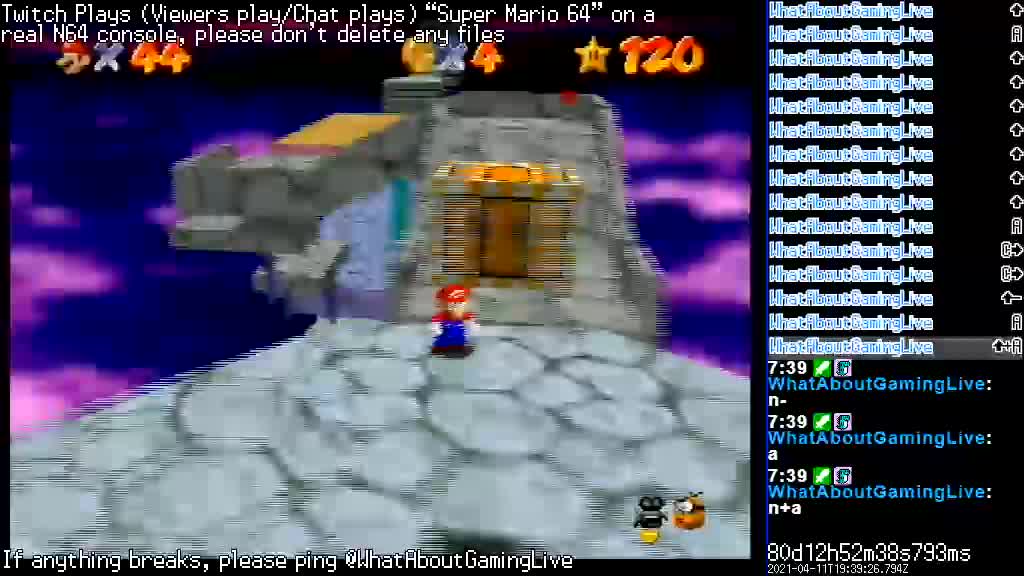 Twitch Plays (Viewers play/Chat plays) “Super Mario 64” on a
real N64 console, please don’t delete any files
× 44
× 4
120
If anything breaks, please ping @WhatAboutGamingLive
WhatAboutGamingLive ↑
WhatAboutGamingLive A
WhatAboutGamingLive ↑
WhatAboutGamingLive ↑
WhatAboutGamingLive ↑
WhatAboutGamingLive ↑
WhatAboutGamingLive ↑
WhatAboutGamingLive ↑
WhatAboutGamingLive ↑
WhatAboutGamingLive A
WhatAboutGamingLive C→
WhatAboutGamingLive C→
WhatAboutGamingLive ↑-
WhatAboutGamingLive A
WhatAboutGamingLive ↑+A
7:39
WhatAboutGamingLive:
n-
7:39
WhatAboutGamingLive:
a
7:39
WhatAboutGamingLive:
n+a
80d12h52m38s793ms
2021-04-11T19:39:26.794Z